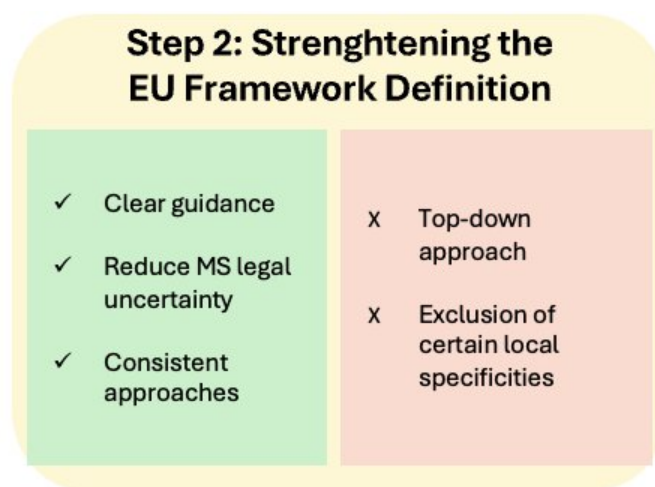 Step 2: Strenghtening the
EU Framework Definition
✓ Clear guidance
✓ Reduce MS legal
uncertainty
✓ Consistent
approaches
X Top-down
approach
X Exclusion of
certain local
specificities